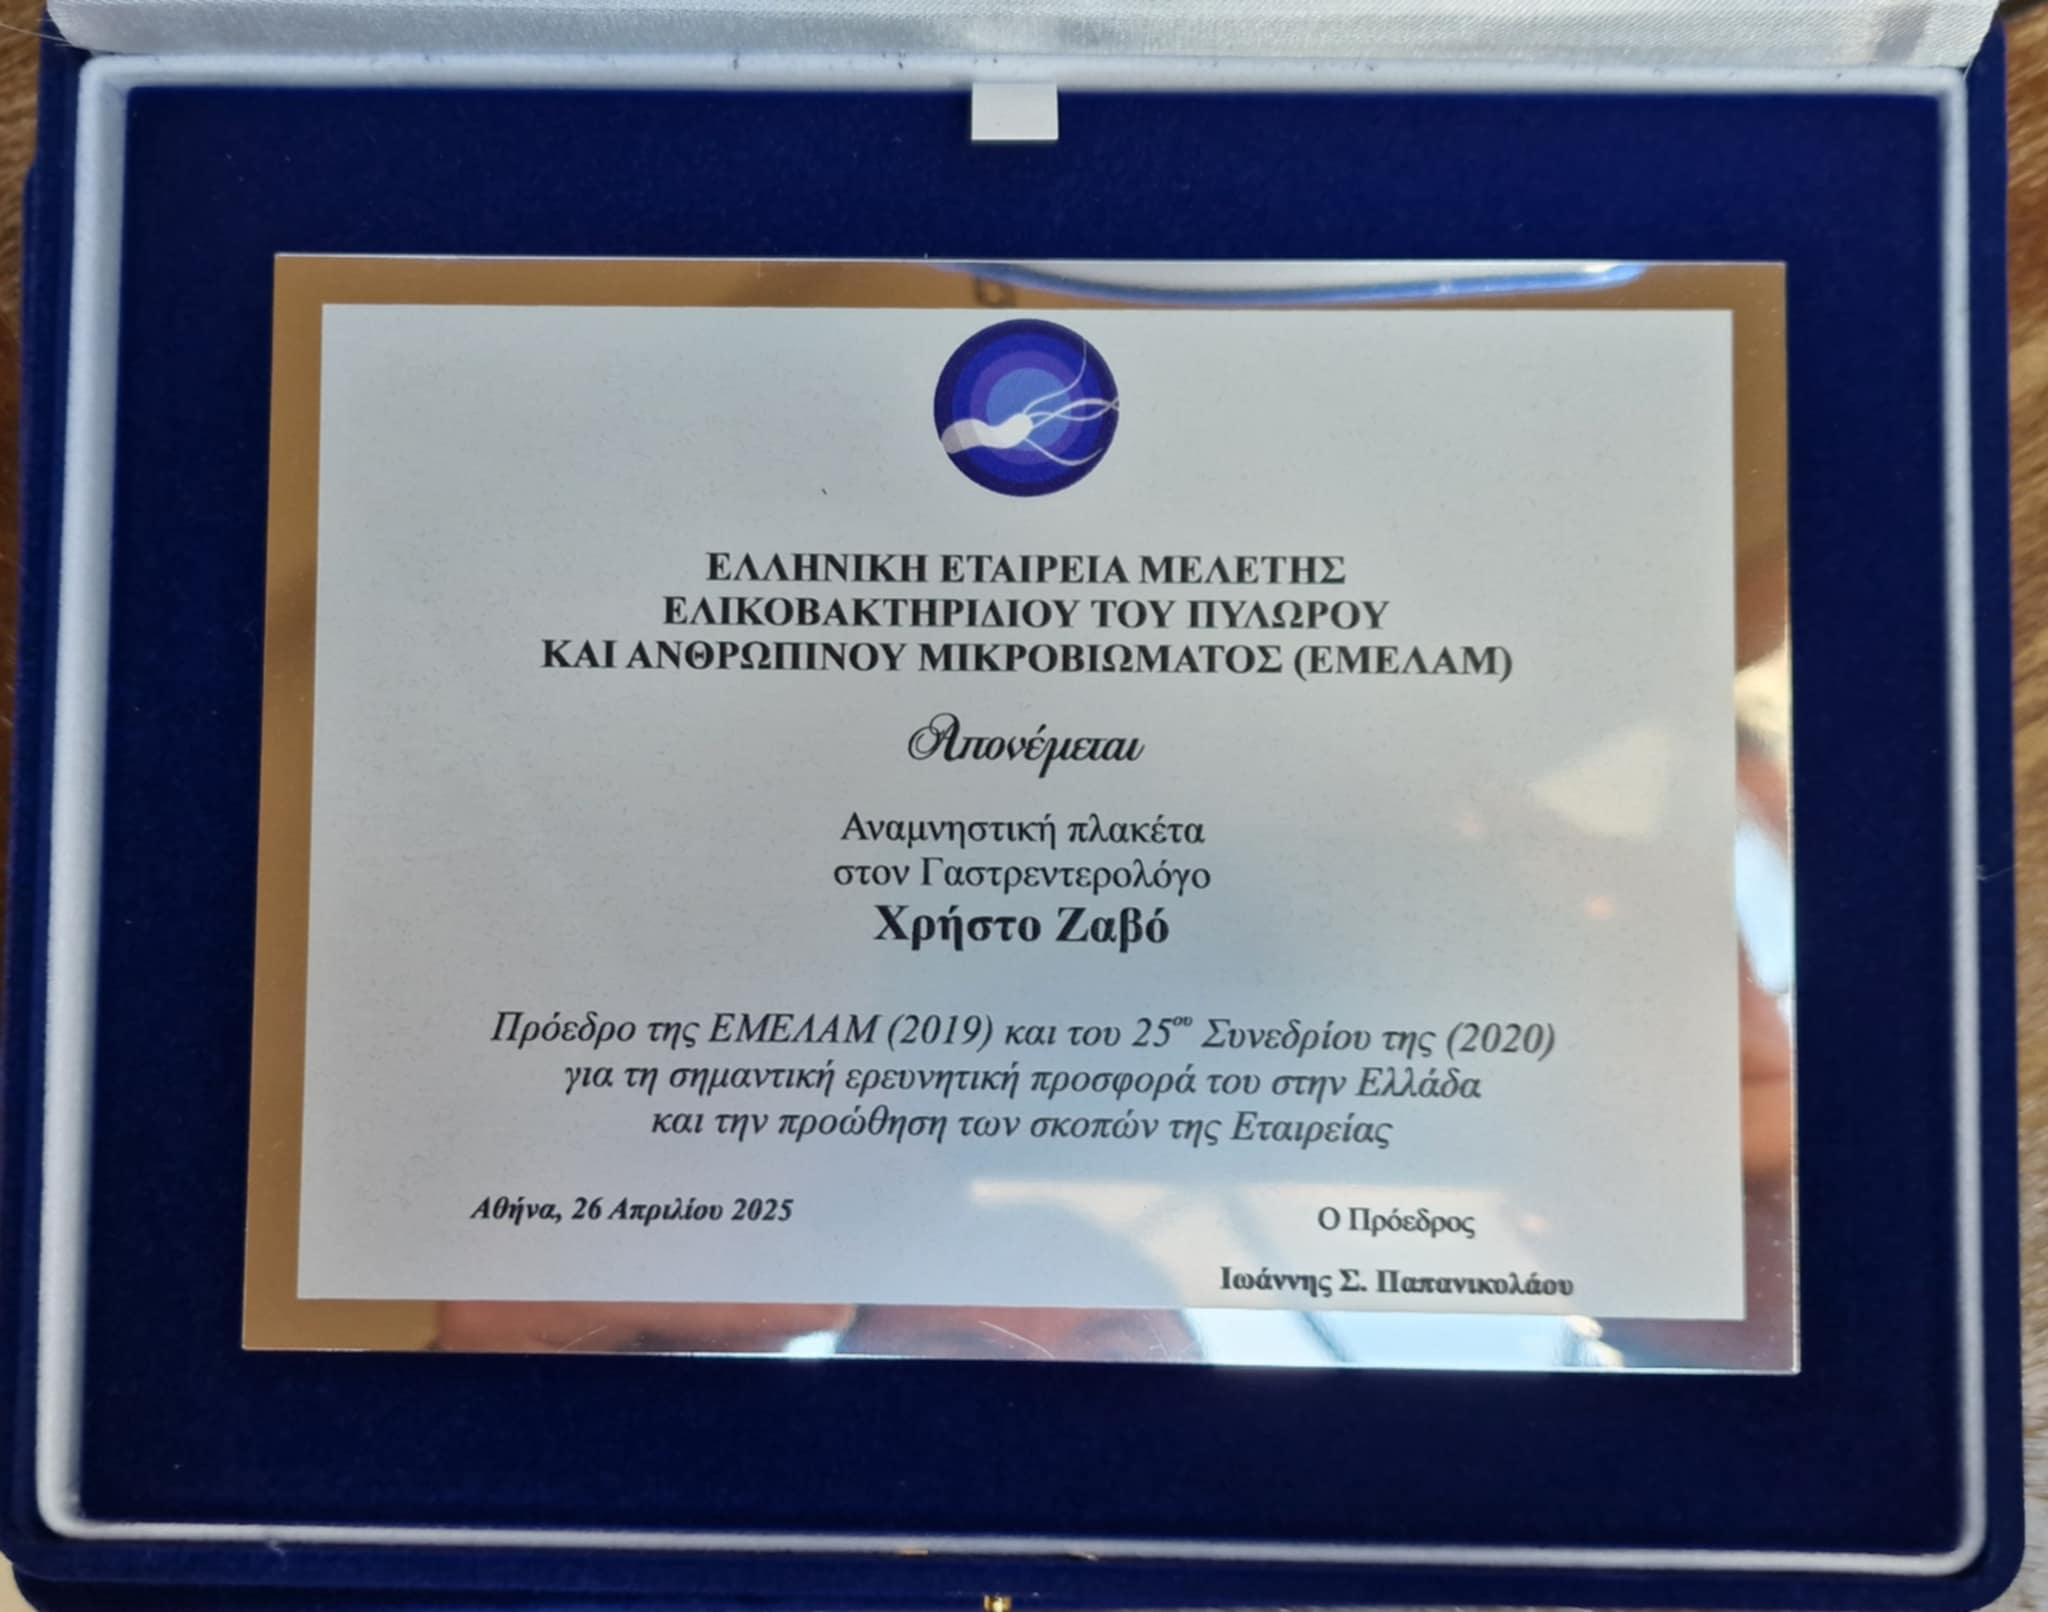 ΕΛΛΗΝΙΚΗ ΕΤΑΙΡΕΙΑ ΜΕΛΕΤΗΣ
ΕΛΙΚΟΒΑΚΤΗΡΙΔΙΟΥ ΤΟΥ ΠΥΛΩΡΟΥ
ΚΑΙ ΑΝΘΡΩΠΙΝΟΥ ΜΙΚΡΟΒΙΩΜΑΤΟΣ (ΕΜΕΛΑΜ)
Απονέμεται
Αναμνηστική πλακέτα
στον Γαστρεντερολόγο
Χρήστο Ζαβό
Πρόεδρο της ΕΜΕΛΑΜ (2019) και του 25ου Συνεδρίου της (2020)
για τη σημαντική ερευνητική προσφορά του στην Ελλάδα
και την προώθηση των σκοπών της Εταιρείας
Αθήνα, 26 Απριλίου 2025
Ο Πρόεδρος
Ιωάννης Σ. Παπανικολάου